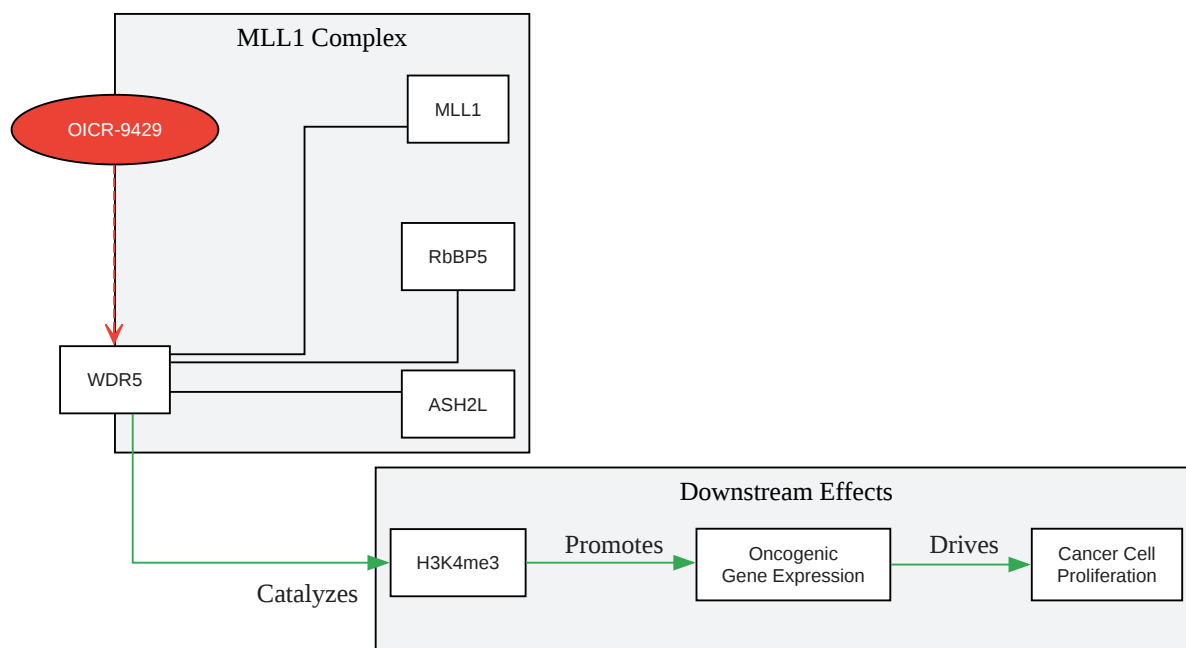 MLL1 Complex
MLL1
OICR-9429
RbBP5
WDR5
ASH2L
Downstream Effects
H3K4me3
Promotes
Oncogenic
Gene Expression
Drives
Cancer Cell
Proliferation
Catalyzes